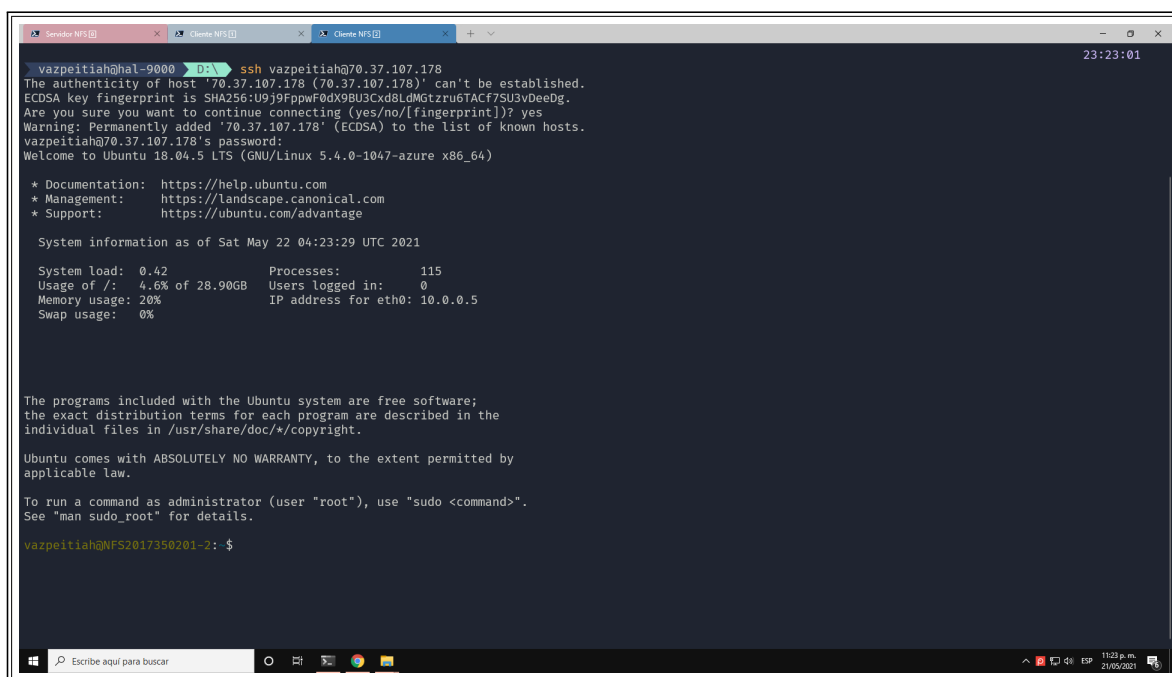 Servidor NFS[0] Cliente NFS[1] Cliente NFS[2]
23:23:01
vazpeitiah@hal-9000 D:\ ssh vazpeitiah@70.37.107.178
The authenticity of host '70.37.107.178 (70.37.107.178)' can't be established.
ECDSA key fingerprint is SHA256:U9j9FppwF0dX9BU3Cxd8LdMGtzru6TACf7SU3vDeeDg.
Are you sure you want to continue connecting (yes/no/[fingerprint])? yes
Warning: Permanently added '70.37.107.178' (ECDSA) to the list of known hosts.
vazpeitiah@70.37.107.178's password:
Welcome to Ubuntu 18.04.5 LTS (GNU/Linux 5.4.0-1047-azure x86_64)
* Documentation: https://help.ubuntu.com
* Management: https://landscape.canonical.com
* Support: https://ubuntu.com/advantage
System information as of Sat May 22 04:23:29 UTC 2021
System load: 0.42 Processes: 115
Usage of /: 4.6% of 28.90GB Users logged in: 0
Memory usage: 20% IP address for eth0: 10.0.0.5
Swap usage: 0%
The programs included with the Ubuntu system are free software;
the exact distribution terms for each program are described in the
individual files in /usr/share/doc/*/copyright.
Ubuntu comes with ABSOLUTELY NO WARRANTY, to the extent permitted by
applicable law.
To run a command as administrator (user "root"), use "sudo <command>".
See "man sudo_root" for details.
vazpeitiah@NFS2017350201-2:~$
Escribe aquí para buscar
ESP 11:23 p. m.
21/05/2021